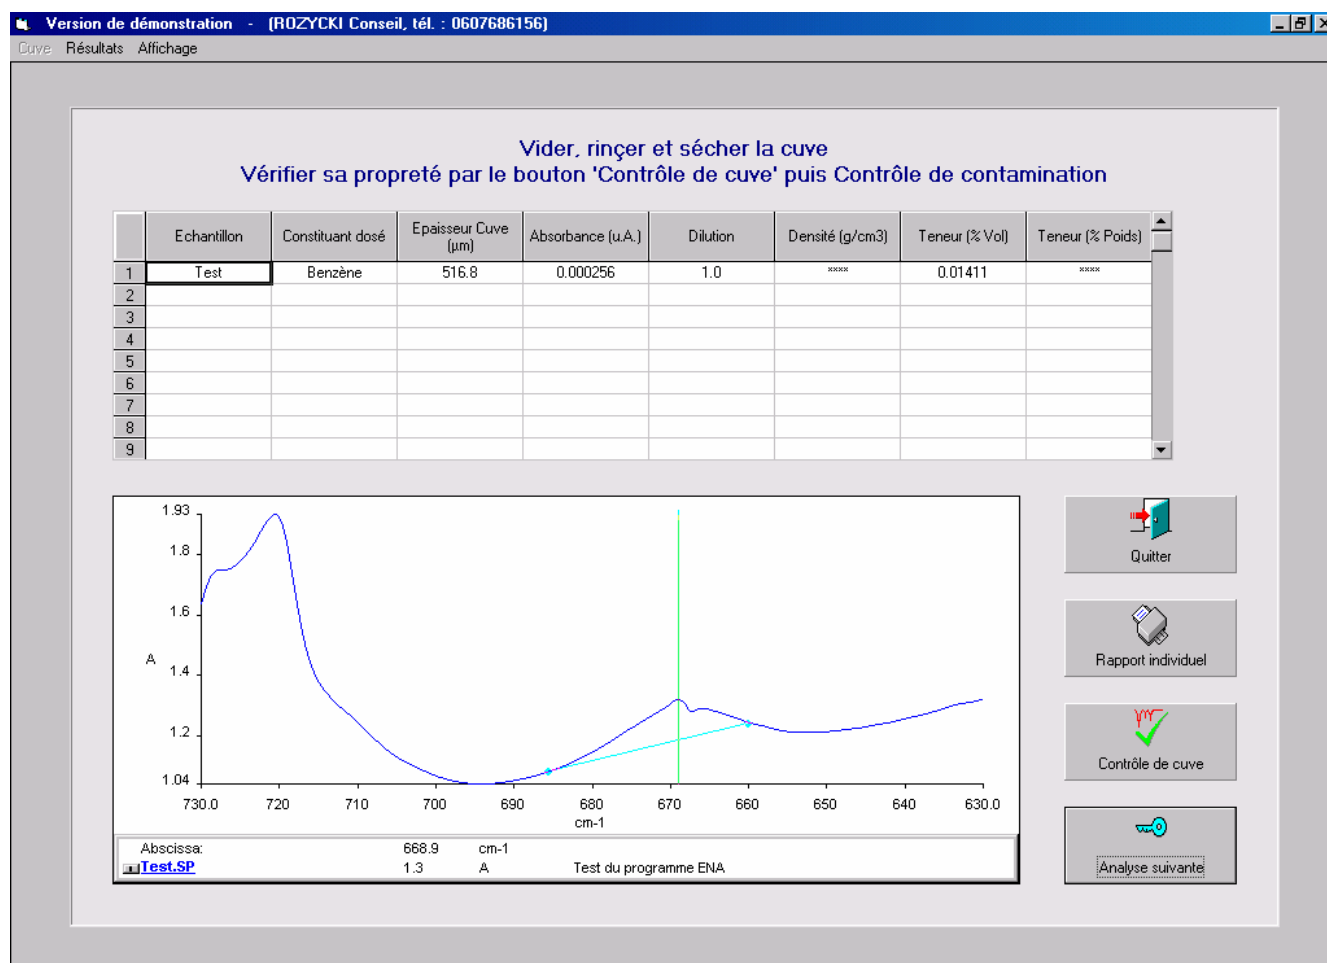 Version de démonstration - (ROZYCKI Conseil, tél. : 0607686156)
Cuve Résultats Affichage
Vider, rinçer et sécher la cuve
Vérifier sa propreté par le bouton 'Contrôle de cuve' puis Contrôle de contamination
Echantillon Constituant dosé Epaisseur Cuve (µm) Absorbance (u.A.) Dilution Densité (g/cm3) Teneur (% Vol) Teneur (% Poids)
1 Test Benzène 516.8 0.000256 1.0 **** 0.01411 ****
2
3
4
5
6
7
8
9
1.93
1.8
1.6
A
1.4
1.2
1.04
730.0 720 710 700 690 680 670 660 650 640 630.0
cm-1
Abscissa: 668.9 cm-1
Test.SP 1.3 A Test du programme ENA
Quitter
Rapport individuel
Contrôle de cuve
Analyse suivante